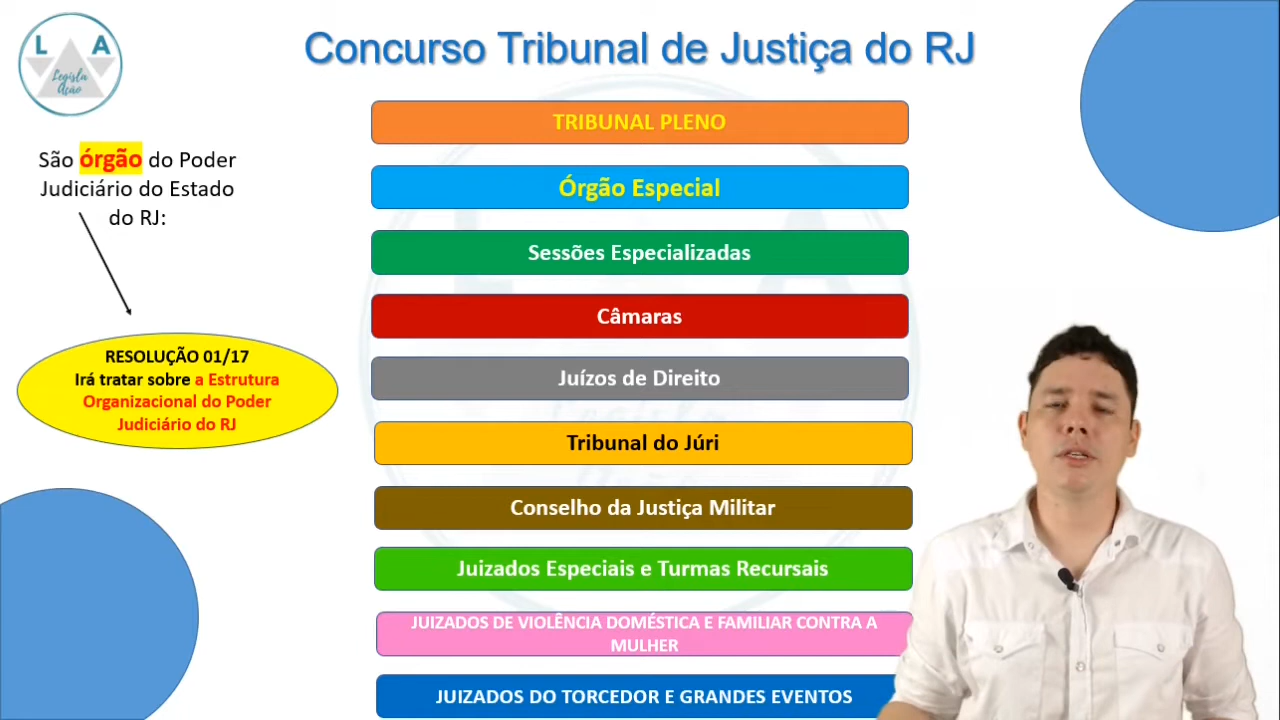 L A
Legisla
Ação
Concurso Tribunal de Justiça do RJ
São órgão do Poder
Judiciário do Estado
do RJ:
RESOLUÇÃO 01/17
Irá tratar sobre a Estrutura
Organizacional do Poder
Judiciário do RJ
TRIBUNAL PLENO
Órgão Especial
Sessões Especializadas
Câmaras
Juízos de Direito
Tribunal do Júri
Conselho da Justiça Militar
Juizados Especiais e Turmas Recursais
JUIZADOS DE VIOLÊNCIA DOMÉSTICA E FAMILIAR CONTRA A
MULHER
JUIZADOS DO TORCEDOR E GRANDES EVENTOS